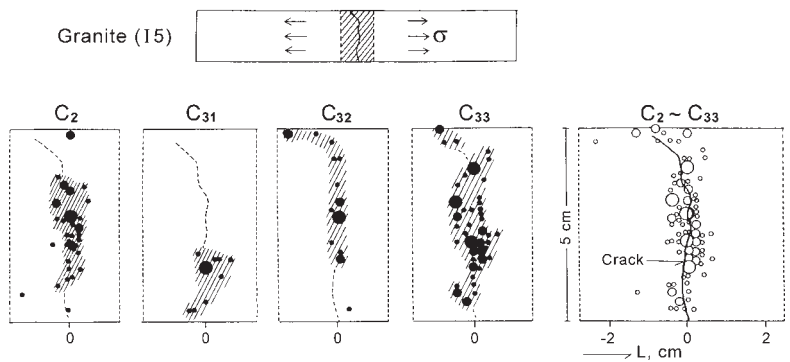 Granite (I5)
σ
C2 C31 C32 C33 C2 ~ C33
5 cm
Crack
0 0 0 0 -2 0 2
L, cm